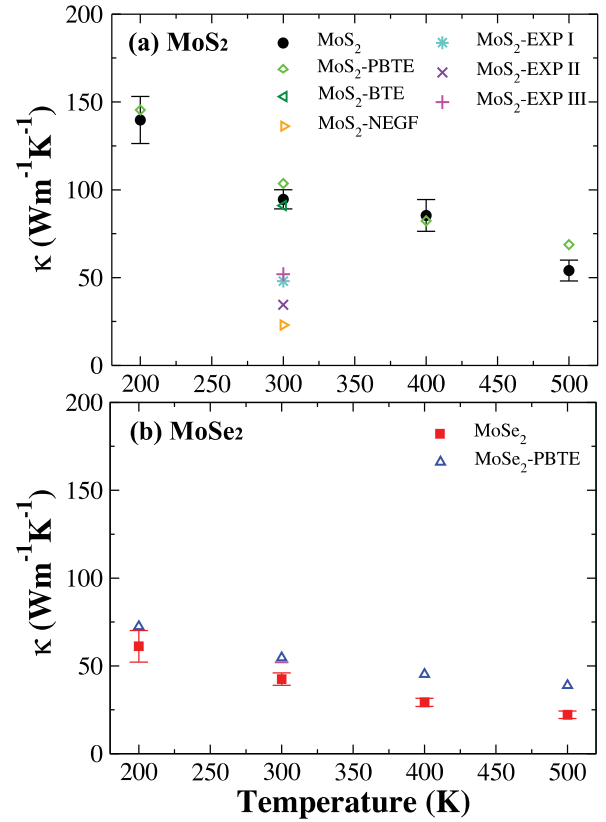 (a) MoS₂
MoS₂
MoS₂-PBTE
MoS₂-BTE
MoS₂-NEGF
MoS₂-EXP I
MoS₂-EXP II
MoS₂-EXP III
κ (Wm⁻¹K⁻¹)
200
150
100
50
0
200 250 300 350 400 450 500
(b) MoSe₂
MoSe₂
MoSe₂-PBTE
κ (Wm⁻¹K⁻¹)
200
150
100
50
0
200 250 300 350 400 450 500
Temperature (K)